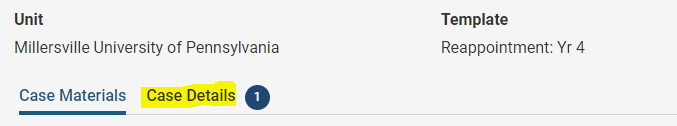 Unit
Template
Millersville University of Pennsylvania
Reappointment: Yr 4
Case Materials
Case Details
1